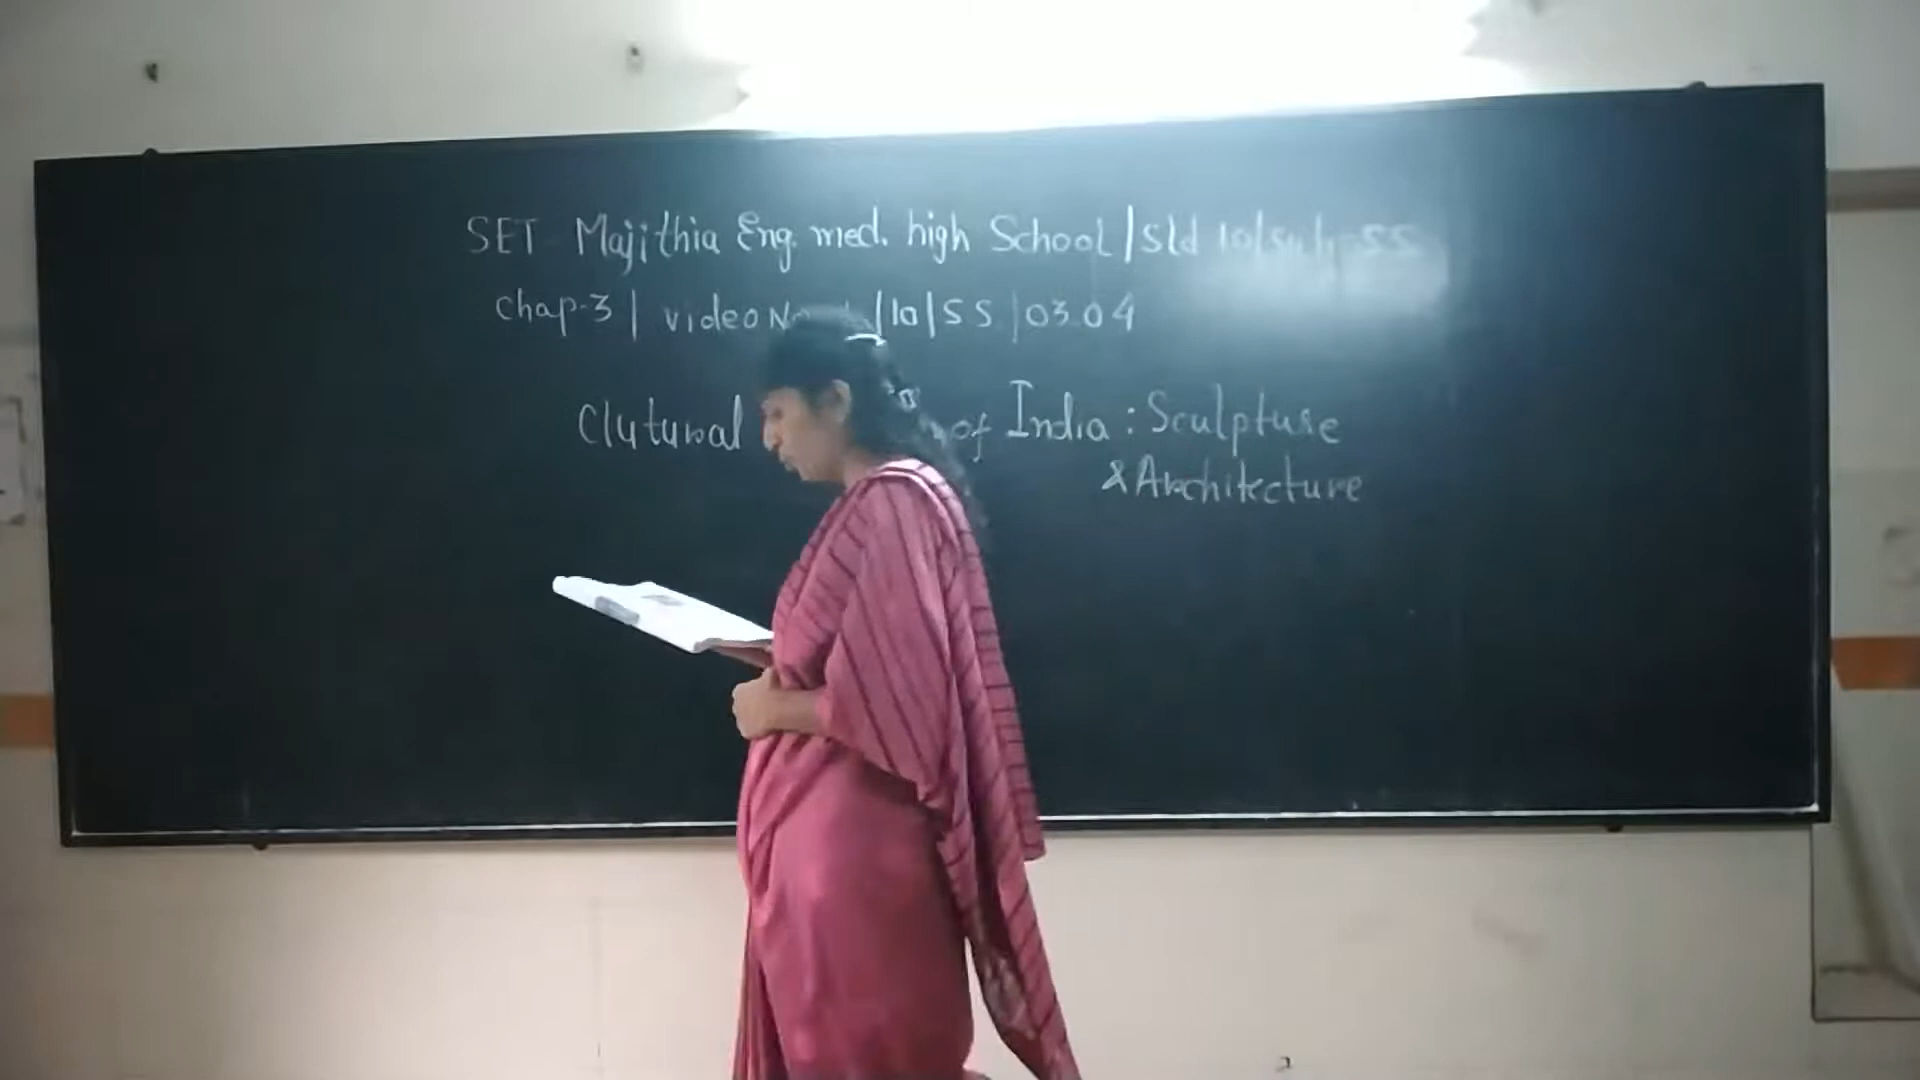 SET Majithia Eng. med. high School / Std 10 / Sub-SS
Chap-3 | video No /10/SS/03.04
Clutural of India : Sculpture
& Architecture